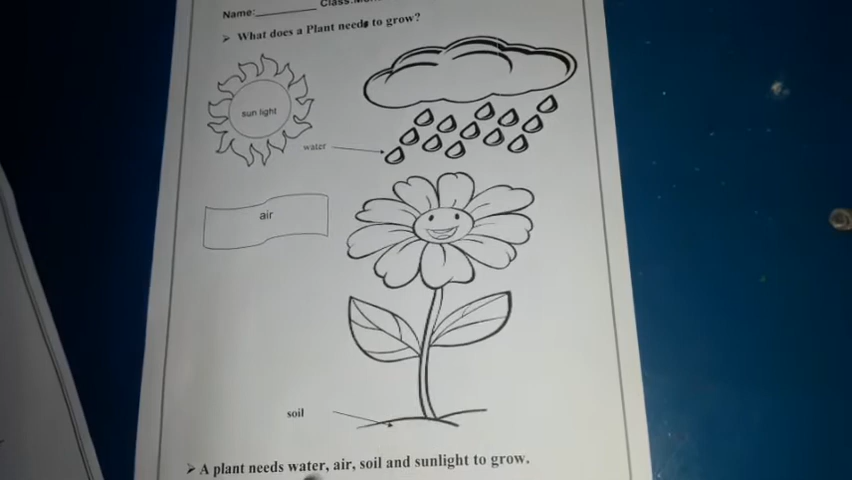 Name:
Class:
What does a Plant needs to grow?
sun light
water
air
soil
A plant needs water, air, soil and sunlight to grow.